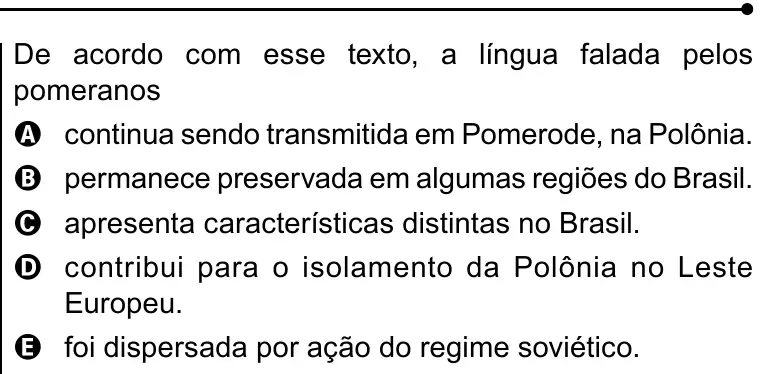 De acordo com esse texto, a língua falada pelos
pomeranos
A continua sendo transmitida em Pomerode, na Polônia.
B permanece preservada em algumas regiões do Brasil.
C apresenta características distintas no Brasil.
D contribui para o isolamento da Polônia no Leste
Europeu.
E foi dispersada por ação do regime soviético.